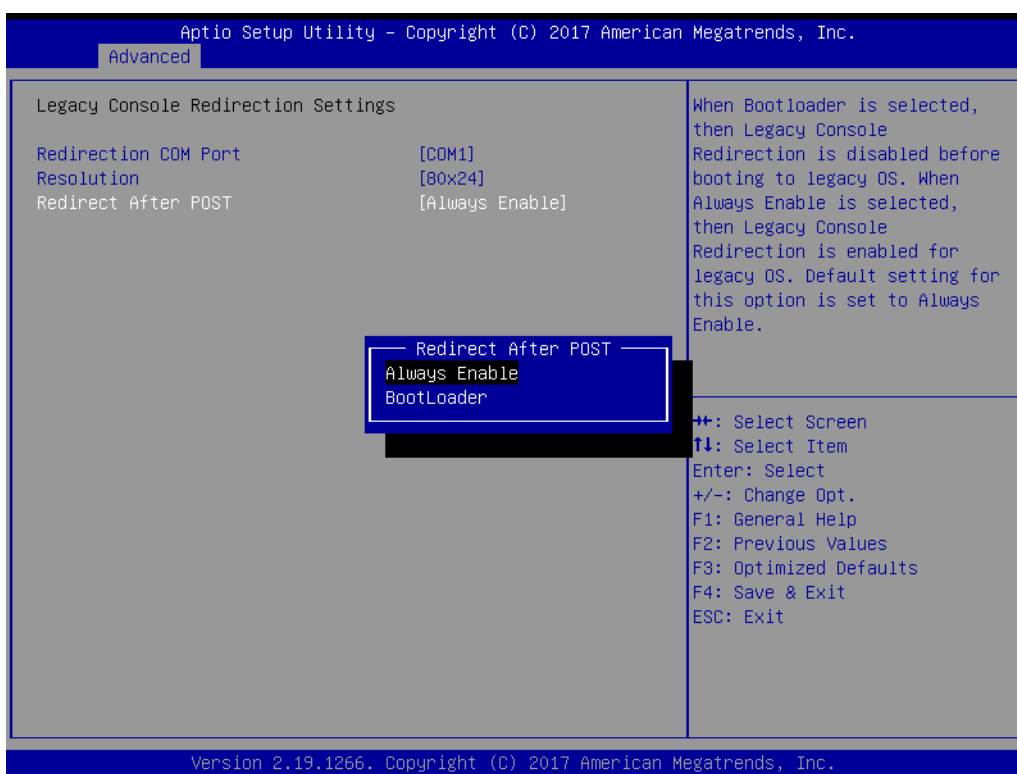 Aptio Setup Utility – Copyright (C) 2017 American Megatrends, Inc.
Advanced
Legacy Console Redirection Settings
Redirection COM Port [COM1]
Resolution [80x24]
Redirect After POST [Always Enable]
When Bootloader is selected,
then Legacy Console
Redirection is disabled before
booting to legacy OS. When
Always Enable is selected,
then Legacy Console
Redirection is enabled for
legacy OS. Default setting for
this option is set to Always
Enable.
Redirect After POST
Always Enable
BootLoader
→←: Select Screen
↑↓: Select Item
Enter: Select
+/-: Change Opt.
F1: General Help
F2: Previous Values
F3: Optimized Defaults
F4: Save & Exit
ESC: Exit
Version 2.19.1266. Copyright (C) 2017 American Megatrends, Inc.